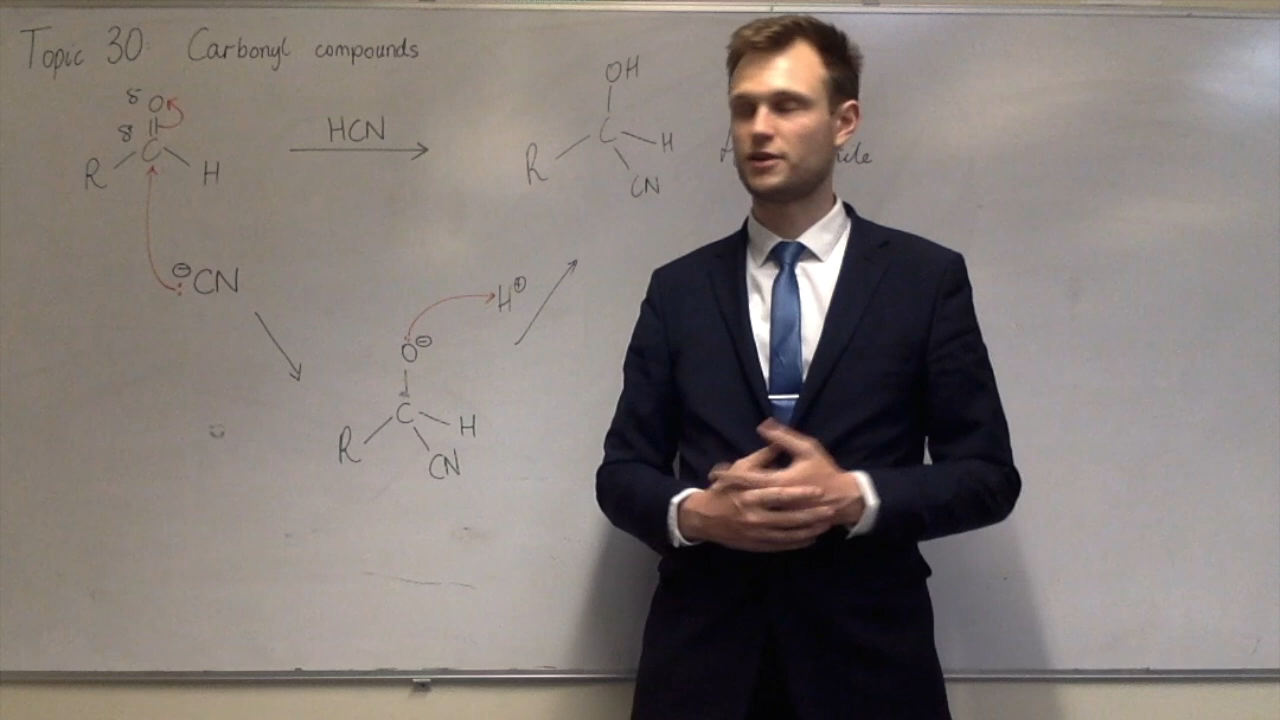 Topic 30: Carbonyl compounds
δ O
δ C
R H
HCN
OH
C H
R CN
⊖:CN
H⊕
O⊖
C H
R CN